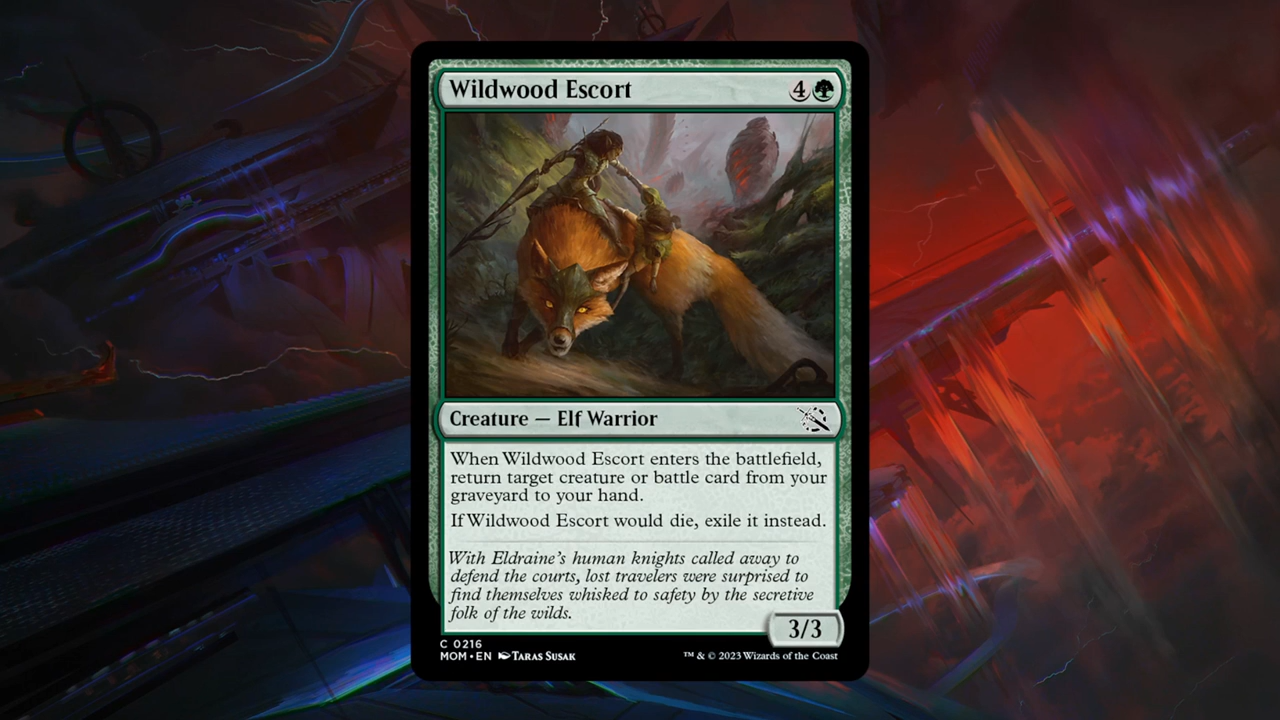 Wildwood Escort 4
Creature — Elf Warrior
When Wildwood Escort enters the battlefield,
return target creature or battle card from your
graveyard to your hand.
If Wildwood Escort would die, exile it instead.
With Eldraine's human knights called away to
defend the courts, lost travelers were surprised to
find themselves whisked to safety by the secretive
folk of the wilds.
3/3
C 0216
MOM • EN Taras Susak ™ & © 2023 Wizards of the Coast